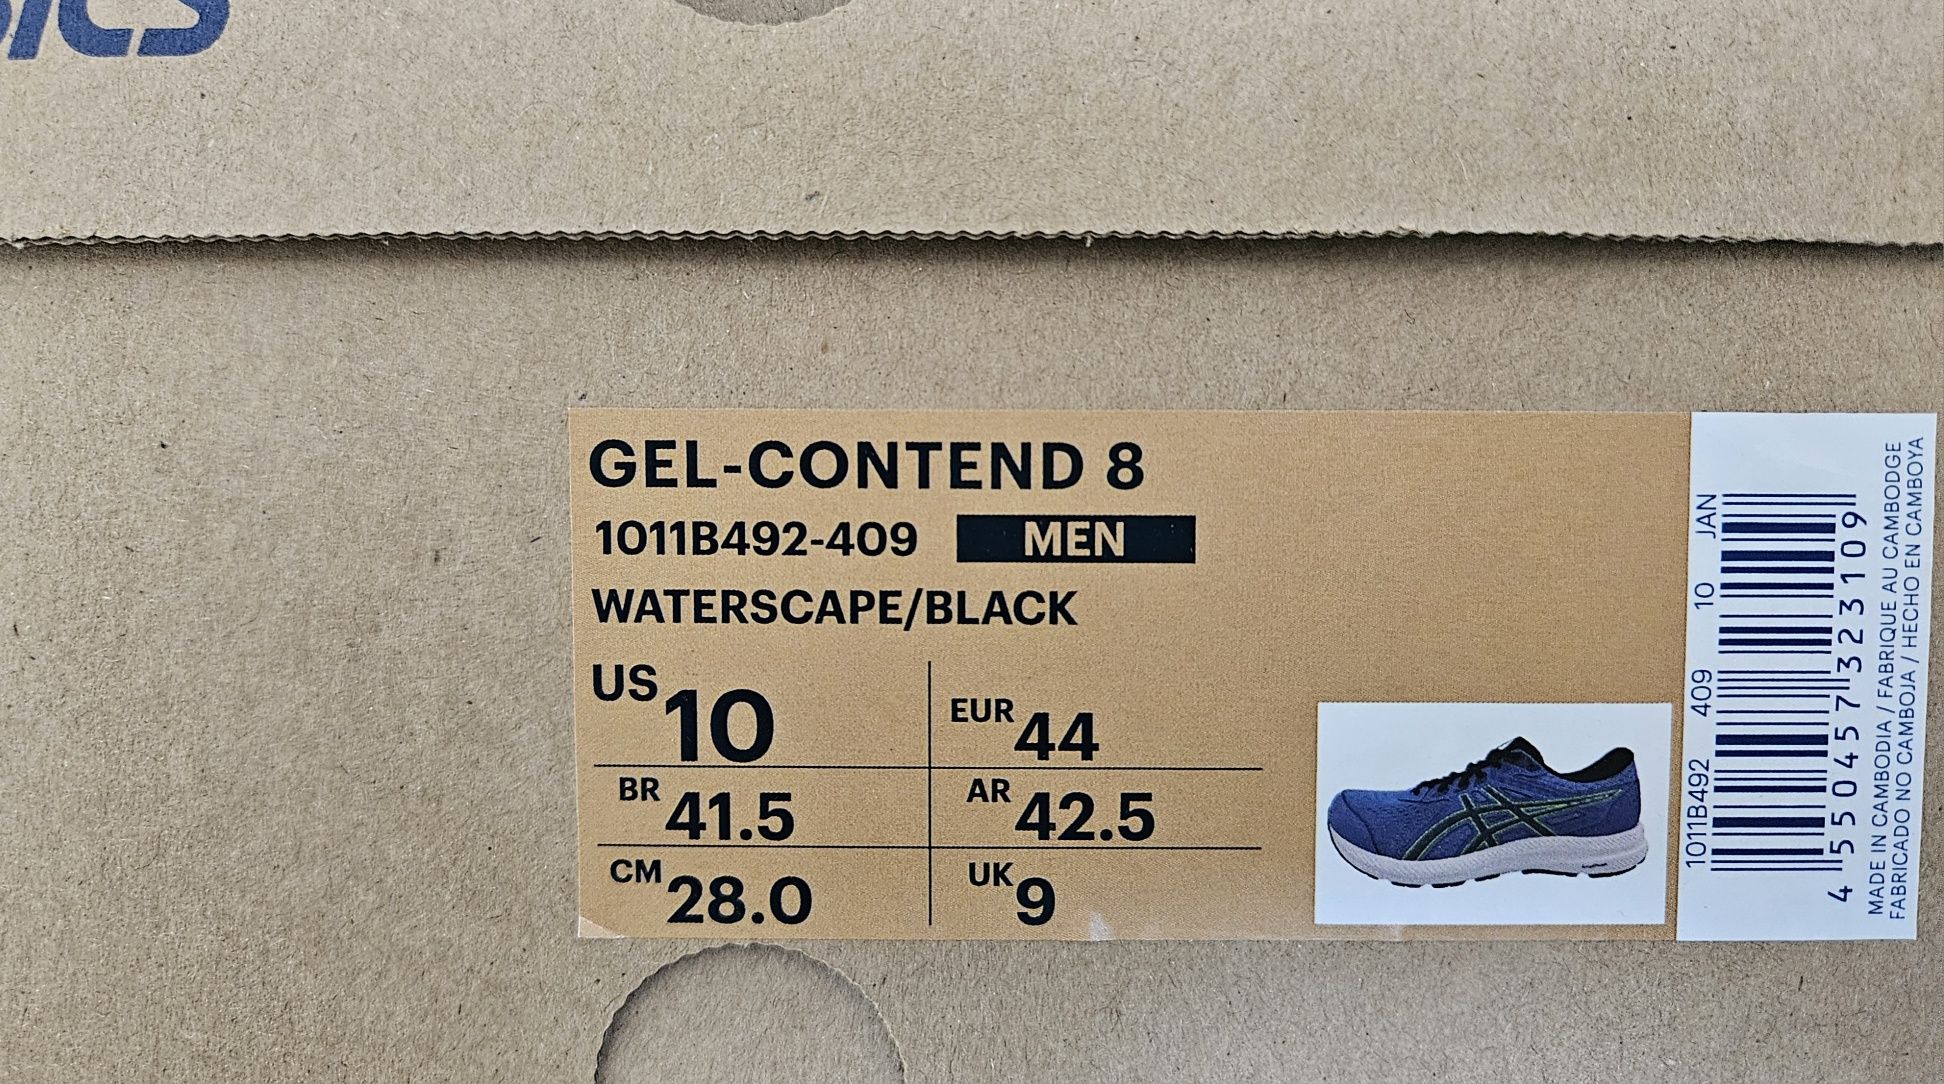 GEL-CONTEND 8
1011B492-409 MEN
WATERSCAPE/BLACK
US 10
EUR 44
BR 41.5
AR 42.5
CM 28.0
UK 9
1011B492 409 10 JAN
4 550457 323109
MADE IN CAMBODIA / FABRIQUE AU CAMBODGE
FABRICADO NO CAMBOJA / HECHO EN CAMBOYA